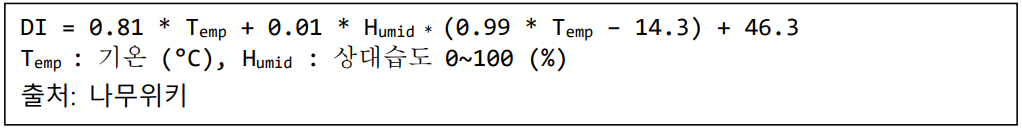 DI = 0.81 * Temp + 0.01 * Humid * (0.99 * Temp – 14.3) + 46.3
Temp : 기온 (°C), Humid : 상대습도 0~100 (%)
출처: 나무위키